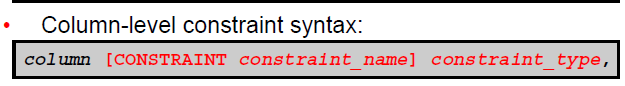 • Column-level constraint syntax:
column [CONSTRAINT constraint_name] constraint_type,